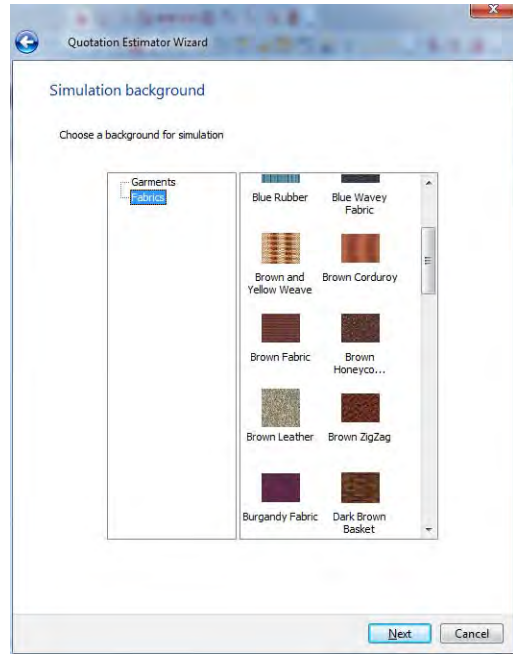 Quotation Estimator Wizard
Simulation background
Choose a background for simulation
Garments
Fabrics
Blue Rubber
Blue Wavey
Fabric
Brown and
Yellow Weave
Brown Corduroy
Brown Fabric
Brown
Honeyco...
Brown Leather
Brown ZigZag
Burgandy Fabric
Dark Brown
Basket
Next
Cancel